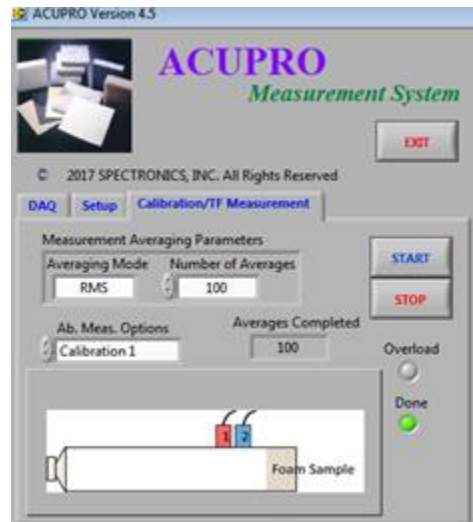 ACUPRO Version 4.5
ACUPRO
Measurement System
EXIT
© 2017 SPECTRONICS, INC. All Rights Reserved
DAQ Setup Calibration/TF Measurement
Measurement Averaging Parameters
Averaging Mode Number of Averages
RMS 100
START
STOP
Ab. Meas. Options Averages Completed
Calibration 1 100
Overload
Done
1 2
Foam Sample